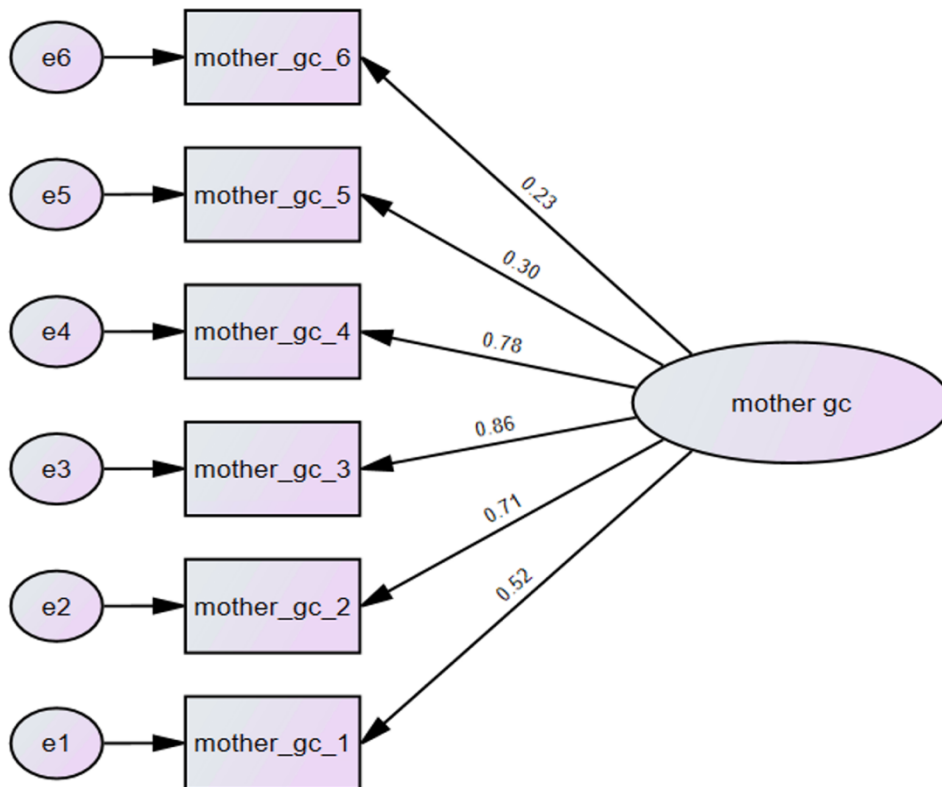 e6
mother_gc_6
0.23
e5
mother_gc_5
0.30
e4
mother_gc_4
0.78
mother gc
e3
mother_gc_3
0.86
e2
mother_gc_2
0.71
e1
mother_gc_1
0.52